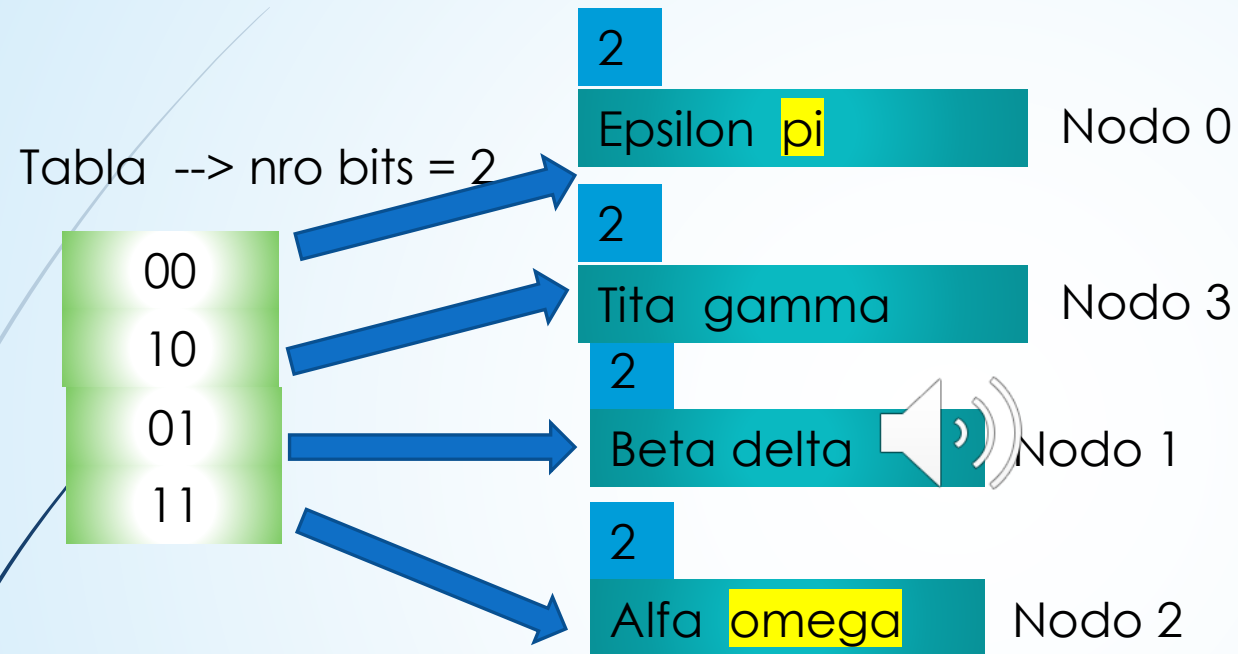 2
Epsilon pi Nodo 0
Tabla --> nro bits = 2
2
00
Tita gamma Nodo 3
10
2
01
Beta delta Nodo 1
11
2
Alfa omega Nodo 2